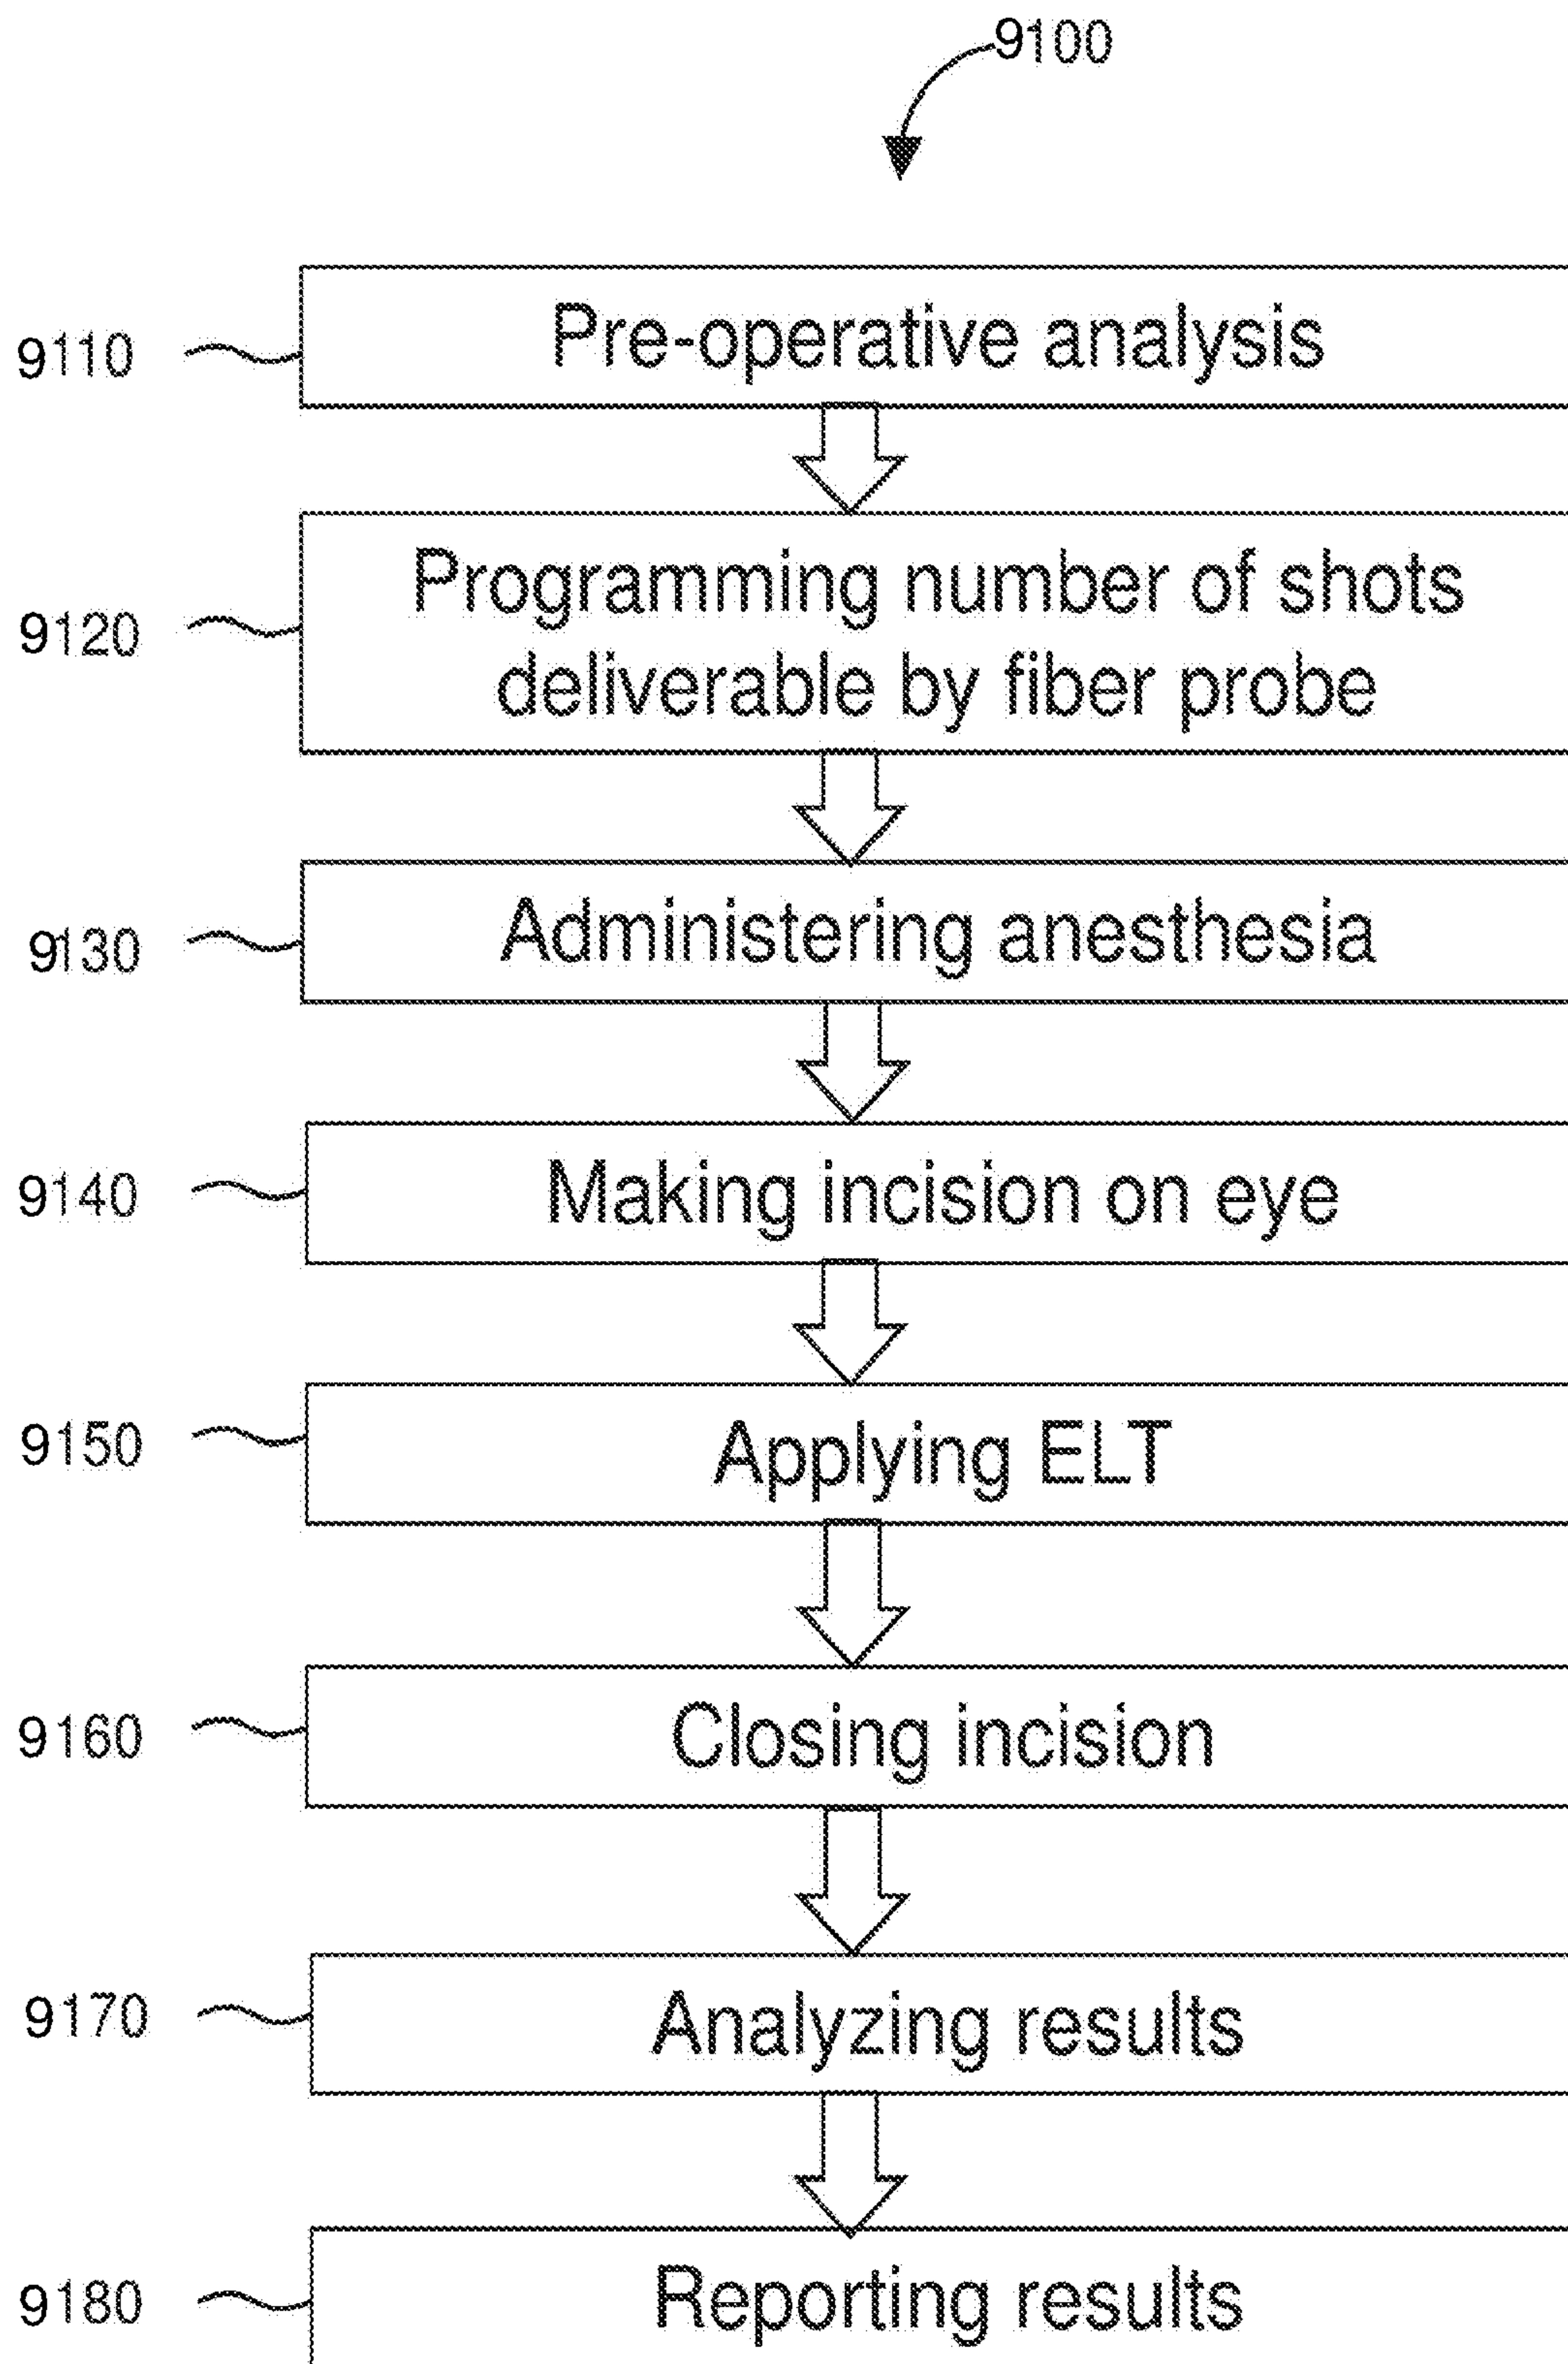 9100
9110 Pre-operative analysis
9120 Programming number of shots
deliverable by fiber probe
9130 Administering anesthesia
9140 Making incision on eye
9150 Applying ELT
9160 Closing incision
9170 Analyzing results
9180 Reporting results